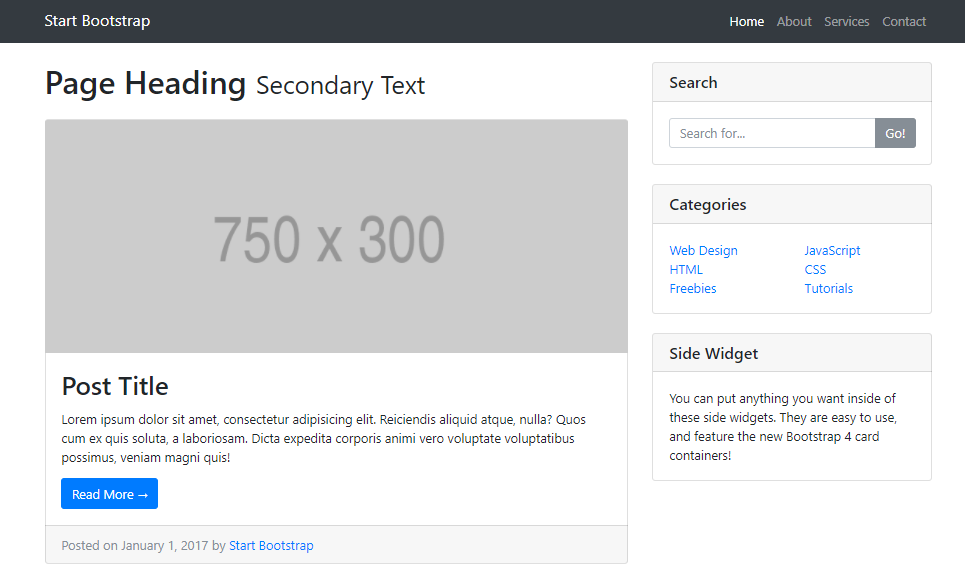 Start Bootstrap
Home About Services Contact
Page Heading Secondary Text
750 x 300
Post Title
Lorem ipsum dolor sit amet, consectetur adipisicing elit. Reiciendis aliquid atque, nulla? Quos
cum ex quis soluta, a laboriosam. Dicta expedita corporis animi vero voluptate voluptatibus
possimus, veniam magni quis!
Read More →
Posted on January 1, 2017 by Start Bootstrap
Search
Search for...
Go!
Categories
Web Design
HTML
Freebies
JavaScript
CSS
Tutorials
Side Widget
You can put anything you want inside of
these side widgets. They are easy to use,
and feature the new Bootstrap 4 card
containers!